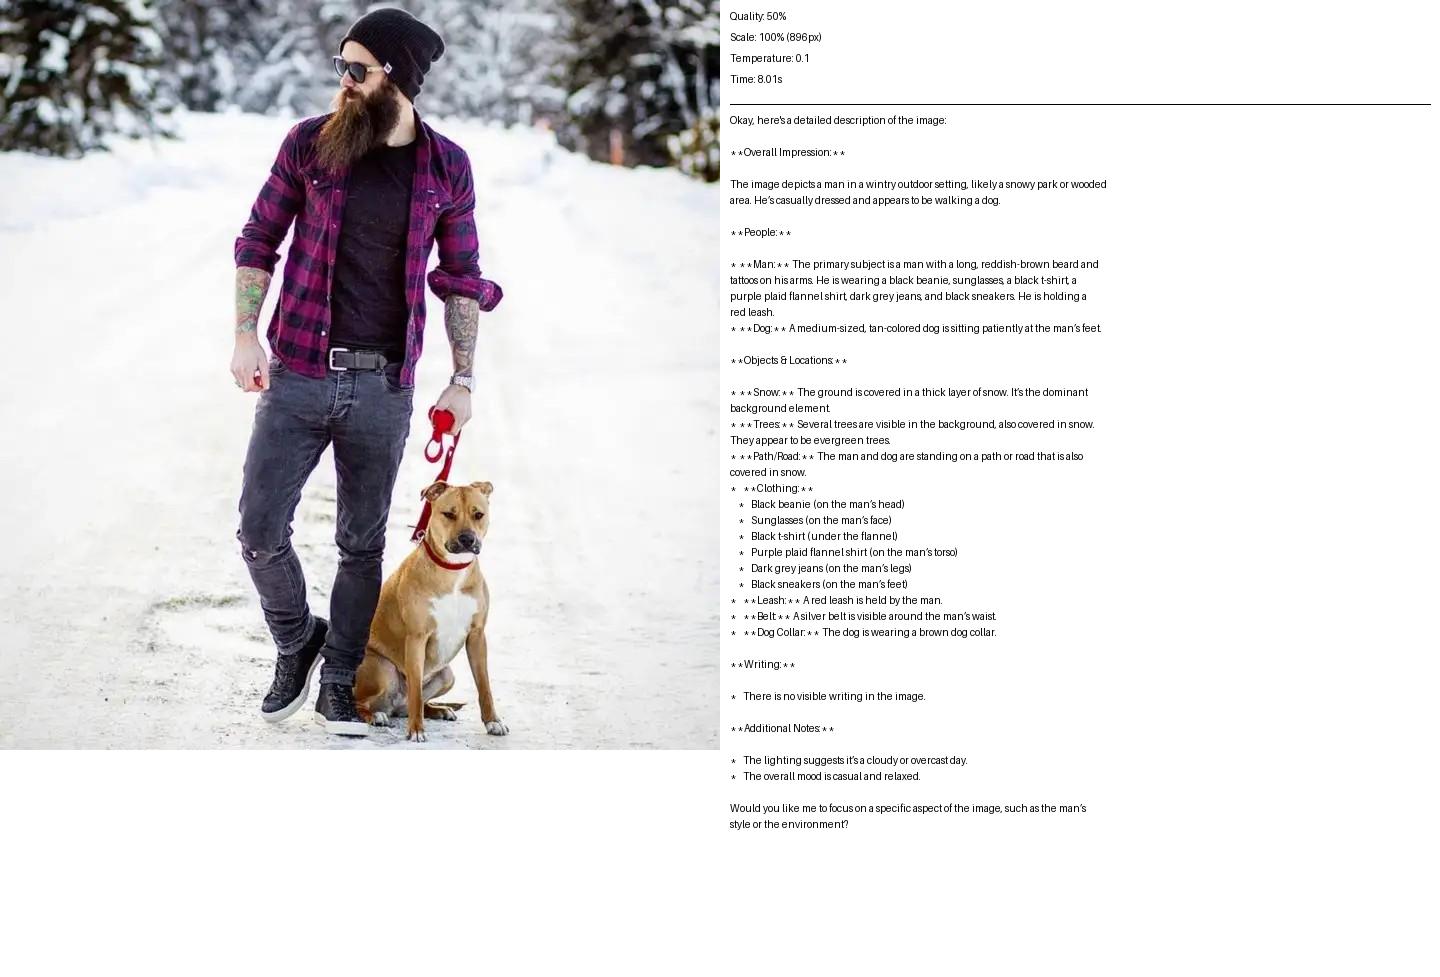 Quality: 50%
Scale: 100% (896px)
Temperature: 0.1
Time: 8.01s
Okay, here's a detailed description of the image:
**Overall Impression:**
The image depicts a man in a wintry outdoor setting, likely a snowy park or wooded
area. He's casually dressed and appears to be walking a dog.
**People:**
* **Man:** The primary subject is a man with a long, reddish-brown beard and
tattoos on his arms. He is wearing a black beanie, sunglasses, a black t-shirt, a
purple plaid flannel shirt, dark grey jeans, and black sneakers. He is holding a
red leash.
* **Dog:** A medium-sized, tan-colored dog is sitting patiently at the man's feet.
**Objects & Locations:**
* **Snow:** The ground is covered in a thick layer of snow. It's the dominant
background element.
* **Trees:** Several trees are visible in the background, also covered in snow.
They appear to be evergreen trees.
* **Path/Road:** The man and dog are standing on a path or road that is also
covered in snow.
* **Clothing:**
* Black beanie (on the man's head)
* Sunglasses (on the man's face)
* Black t-shirt (under the flannel)
* Purple plaid flannel shirt (on the man's torso)
* Dark grey jeans (on the man's legs)
* Black sneakers (on the man's feet)
* **Leash:** A red leash is held by the man.
* **Belt:** A silver belt is visible around the man's waist.
* **Dog Collar:** The dog is wearing a brown dog collar.
**Writing:**
* There is no visible writing in the image.
**Additional Notes:**
* The lighting suggests it's a cloudy or overcast day.
* The overall mood is casual and relaxed.
Would you like me to focus on a specific aspect of the image, such as the man's
style or the environment?